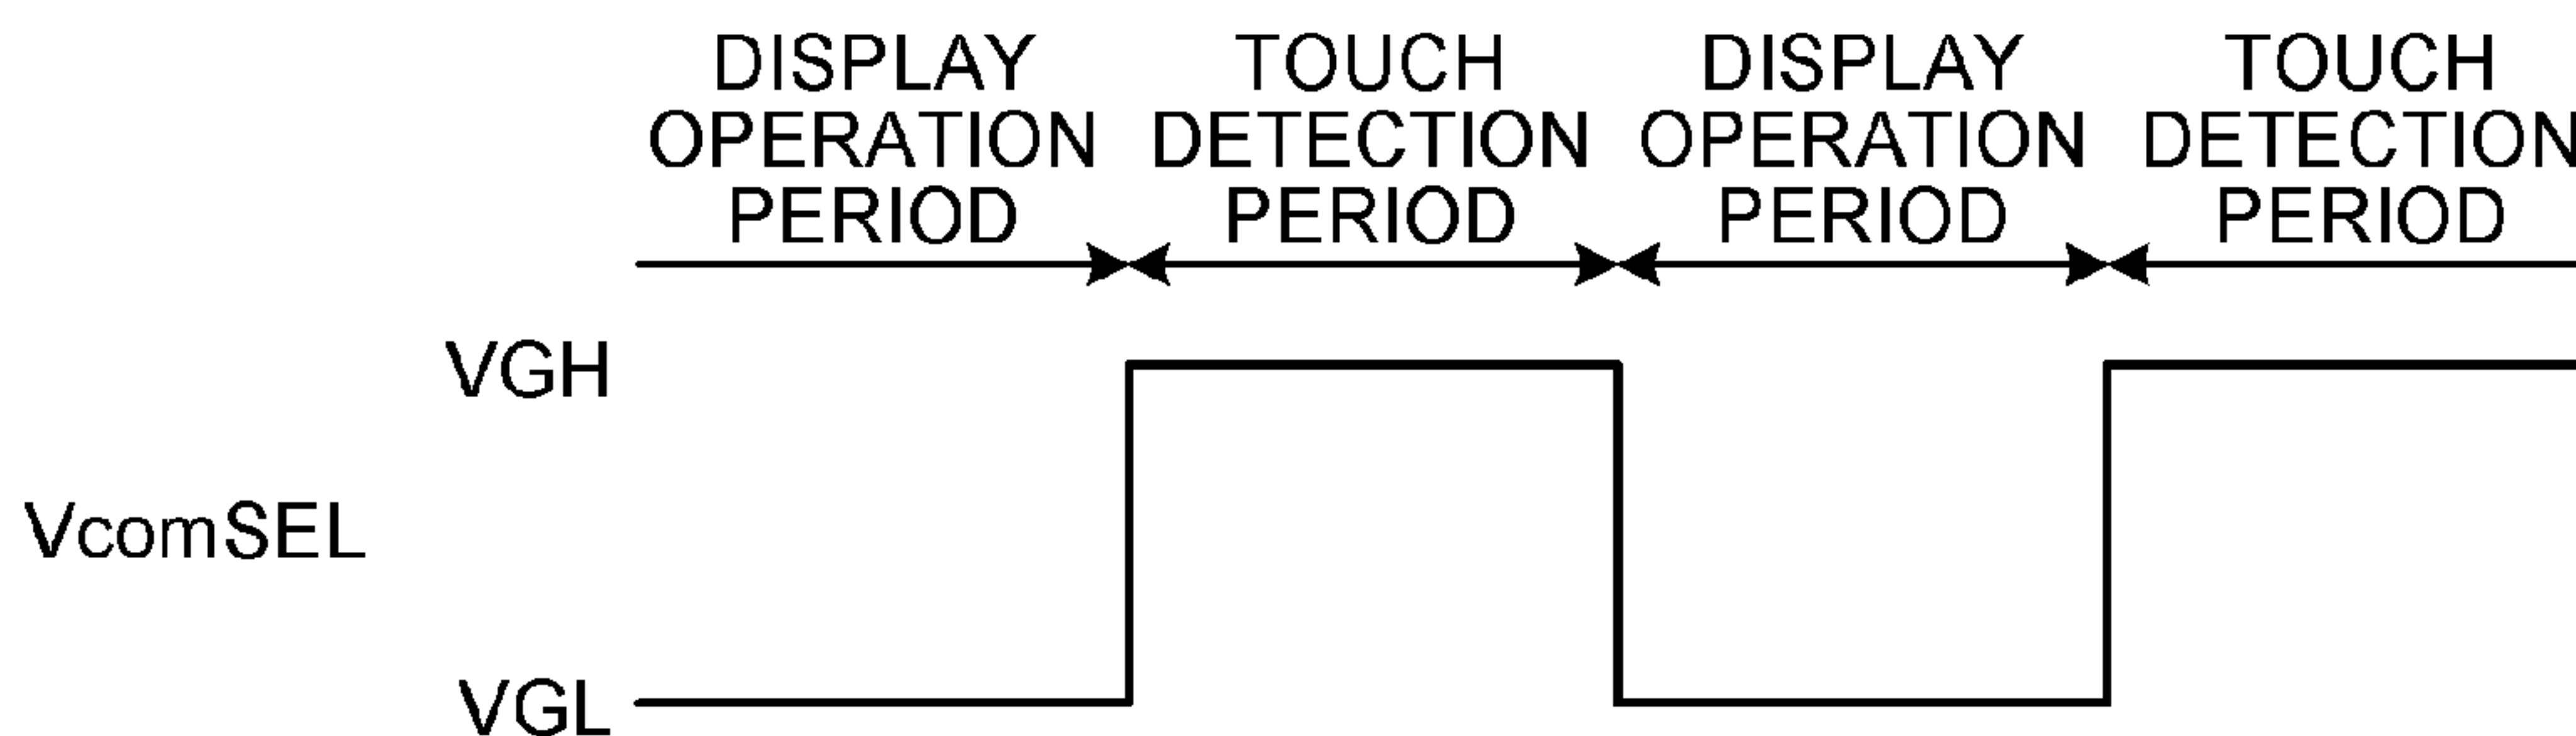 DISPLAY TOUCH DISPLAY TOUCH
OPERATION DETECTION OPERATION DETECTION
PERIOD PERIOD PERIOD PERIOD
VGH
VcomSEL
VGL